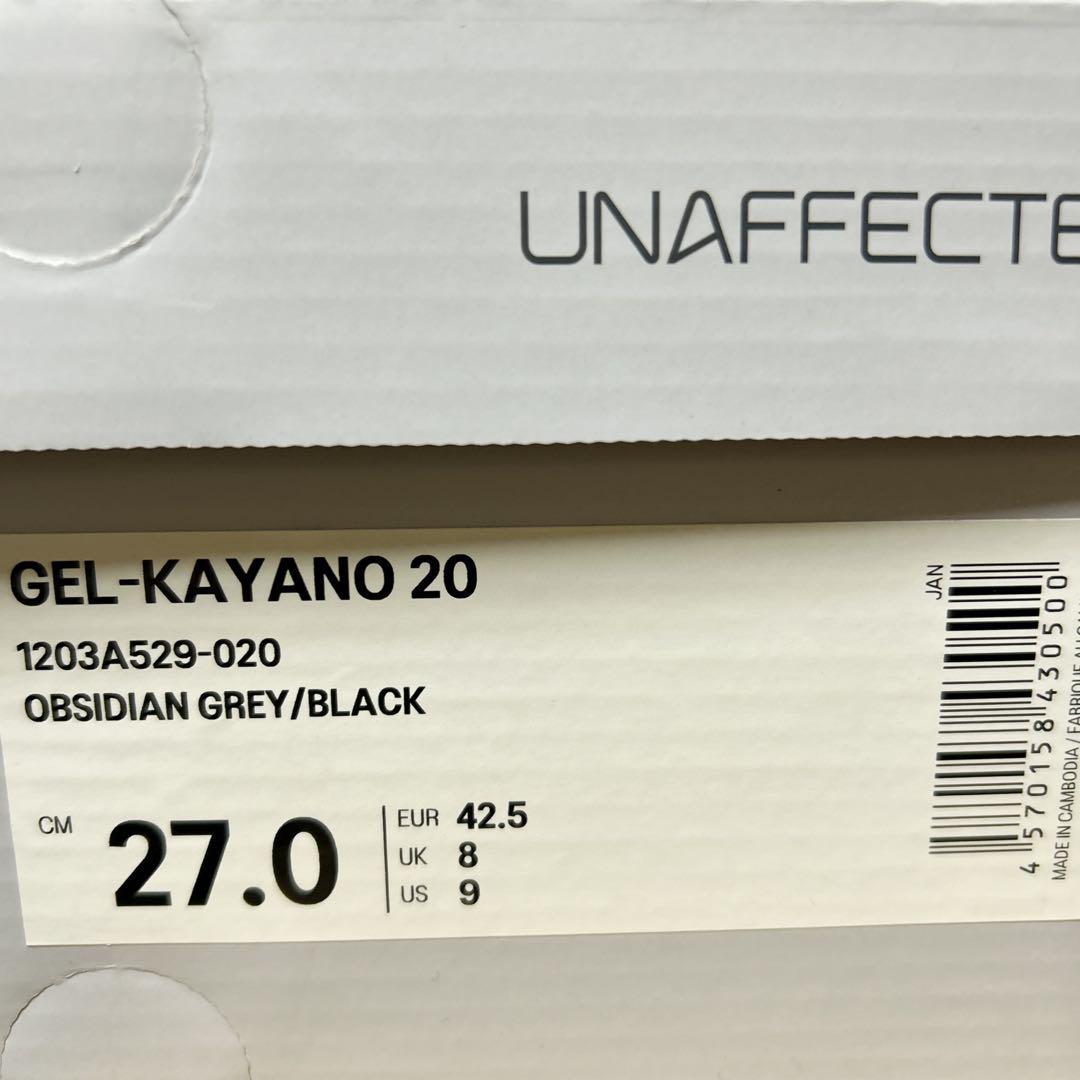 UNAFFECTE
GEL-KAYANO 20
1203A529-020
OBSIDIAN GREY/BLACK
CM 27.0
EUR 42.5
UK 8
US 9
JAN
4 570158 430500
MADE IN CAMBODIA / FABRIQUÉ AU